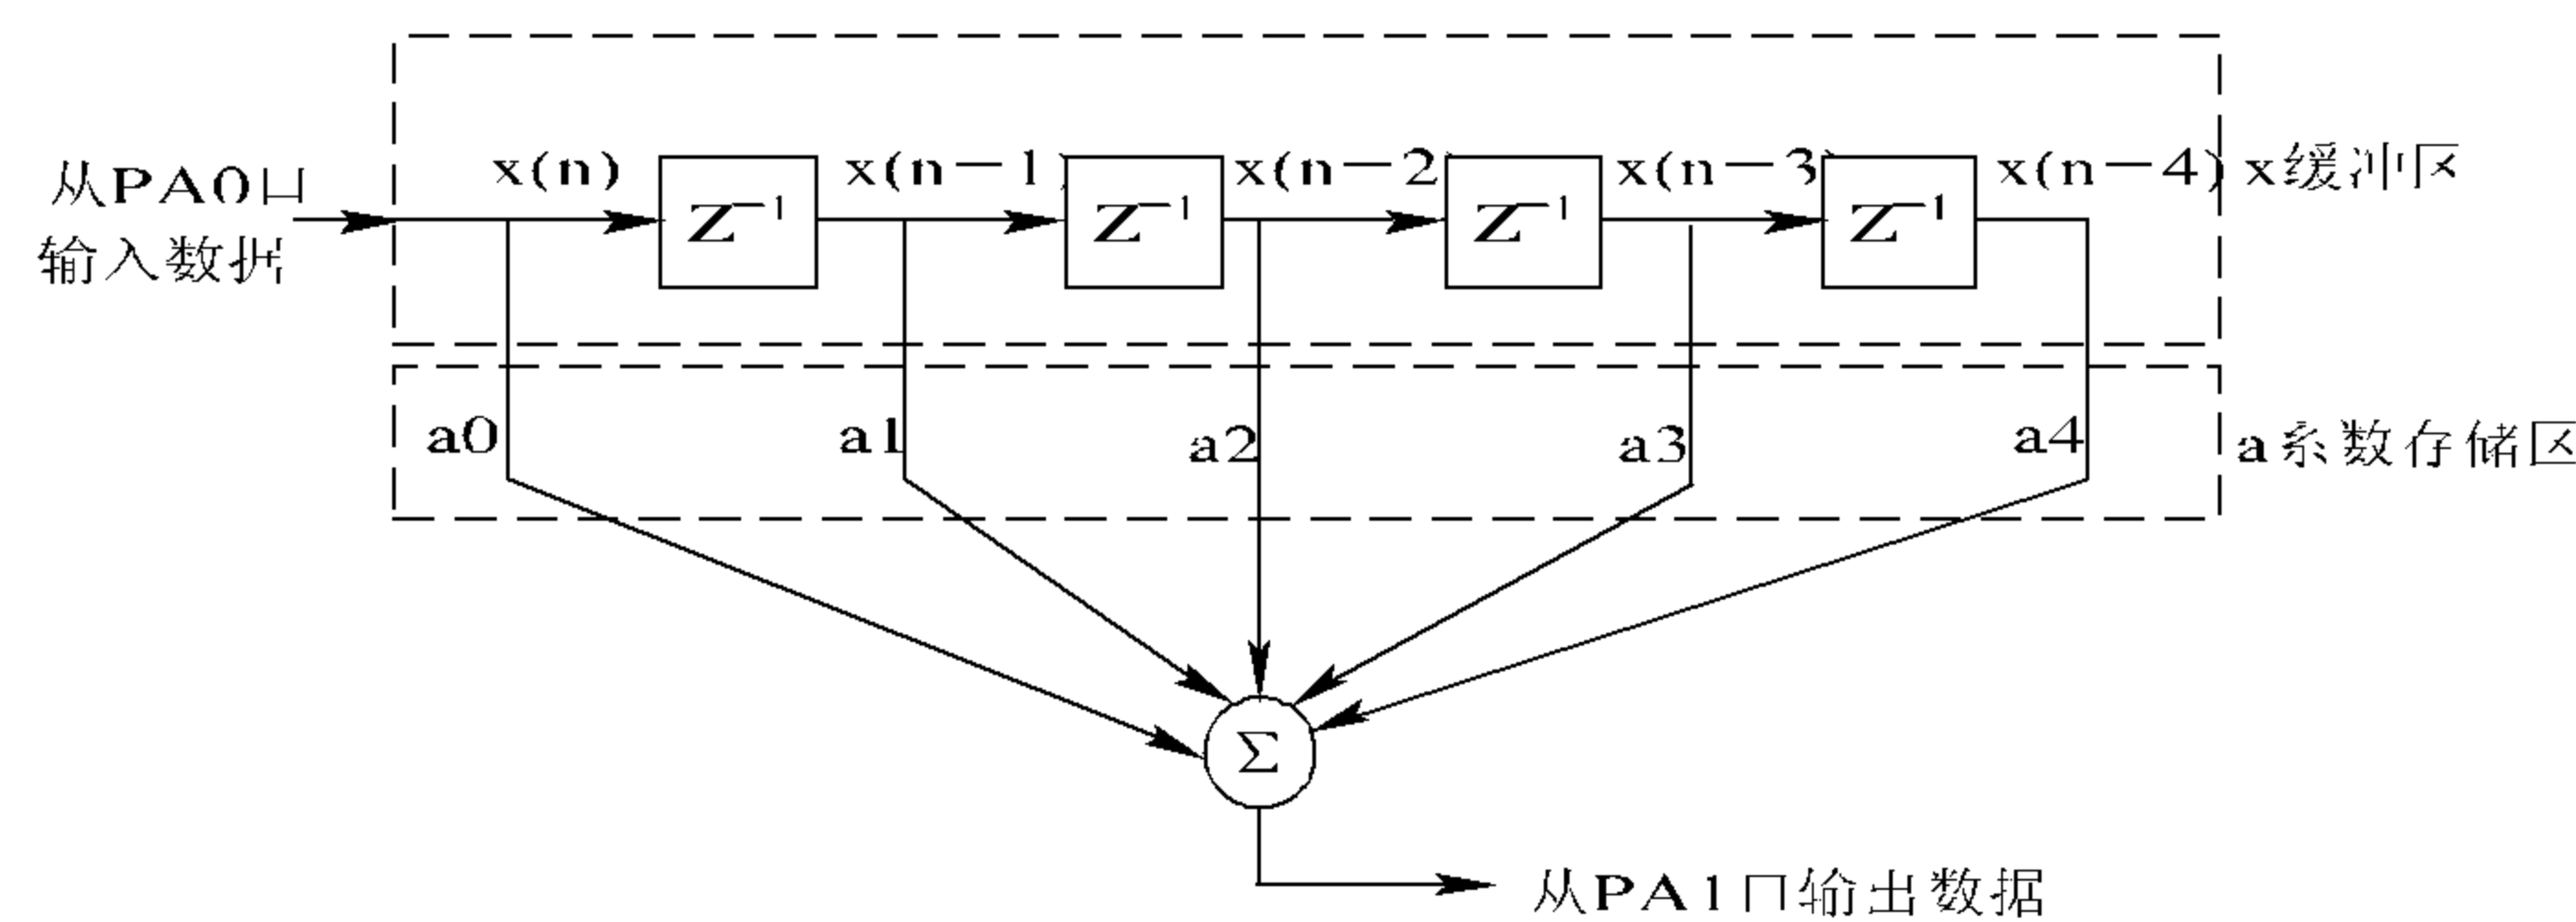 从PA0口
输入数据
x(n)
x(n-1)
x(n-2)
x(n-3)
x(n-4)
x缓冲区
Z⁻¹
Z⁻¹
Z⁻¹
Z⁻¹
a0
a1
a2
a3
a4
a系数存储区
Σ
从PA1口输出数据